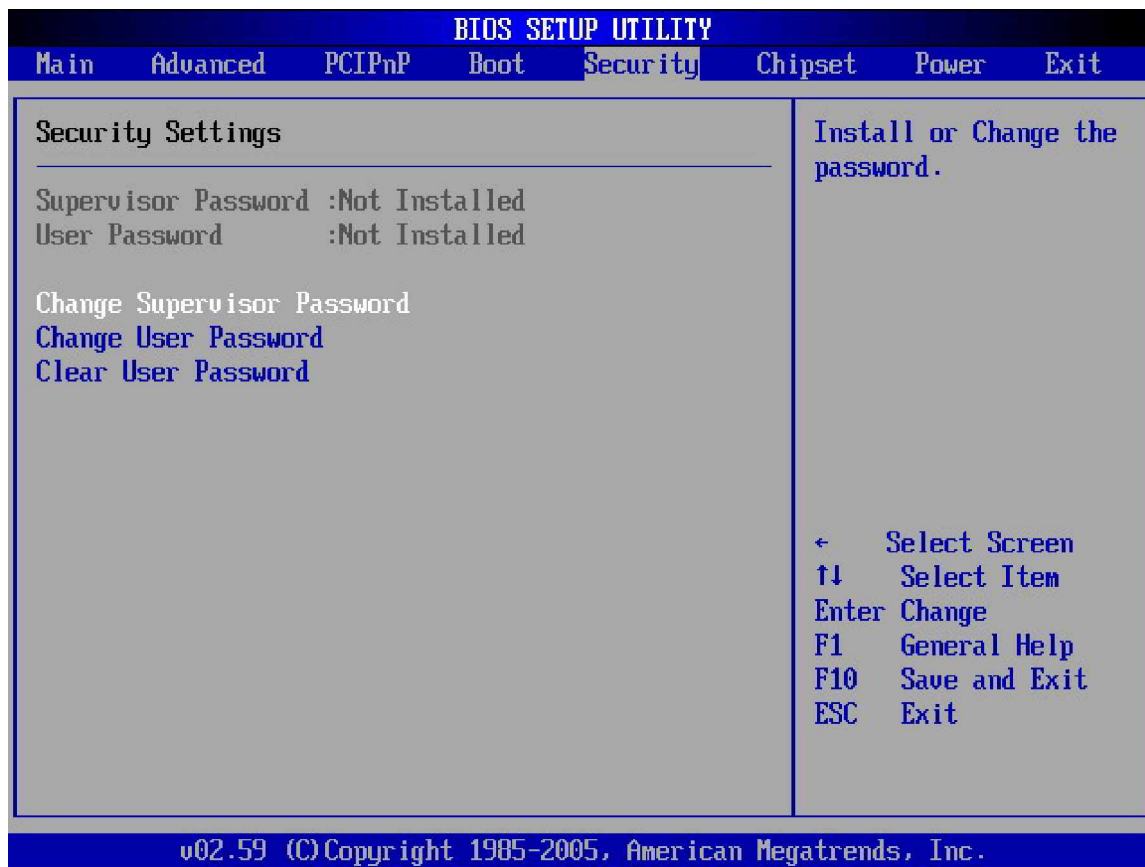 BIOS SETUP UTILITY
Main Advanced PCIPnP Boot Security Chipset Power Exit
Security Settings
Supervisor Password :Not Installed
User Password :Not Installed
Change Supervisor Password
Change User Password
Clear User Password
Install or Change the
password.
← Select Screen
↑↓ Select Item
Enter Change
F1 General Help
F10 Save and Exit
ESC Exit
v02.59 (C)Copyright 1985-2005, American Megatrends, Inc.